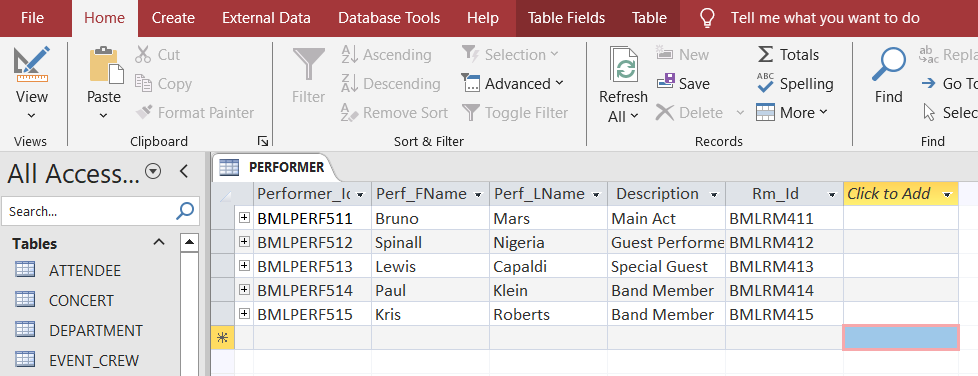 File Home Create External Data Database Tools Help Table Fields Table Tell me what you want to do
View
Views
Paste
Cut
Copy
Format Painter
Clipboard
Filter
Ascending
Descending
Remove Sort
Selection
Advanced
Toggle Filter
Sort & Filter
Refresh
All
New
Save
Delete
Totals
Spelling
More
Records
Find
Repla
Go To
Selec
Find
All Access...
Search...
Tables
ATTENDEE
CONCERT
DEPARTMENT
EVENT_CREW
PERFORMER
Performer_Id Perf_FName Perf_LName Description Rm_Id Click to Add
BMLPERF511 Bruno Mars Main Act BMLRM411
BMLPERF512 Spinall Nigeria Guest Performe BMLRM412
BMLPERF513 Lewis Capaldi Special Guest BMLRM413
BMLPERF514 Paul Klein Band Member BMLRM414
BMLPERF515 Kris Roberts Band Member BMLRM415